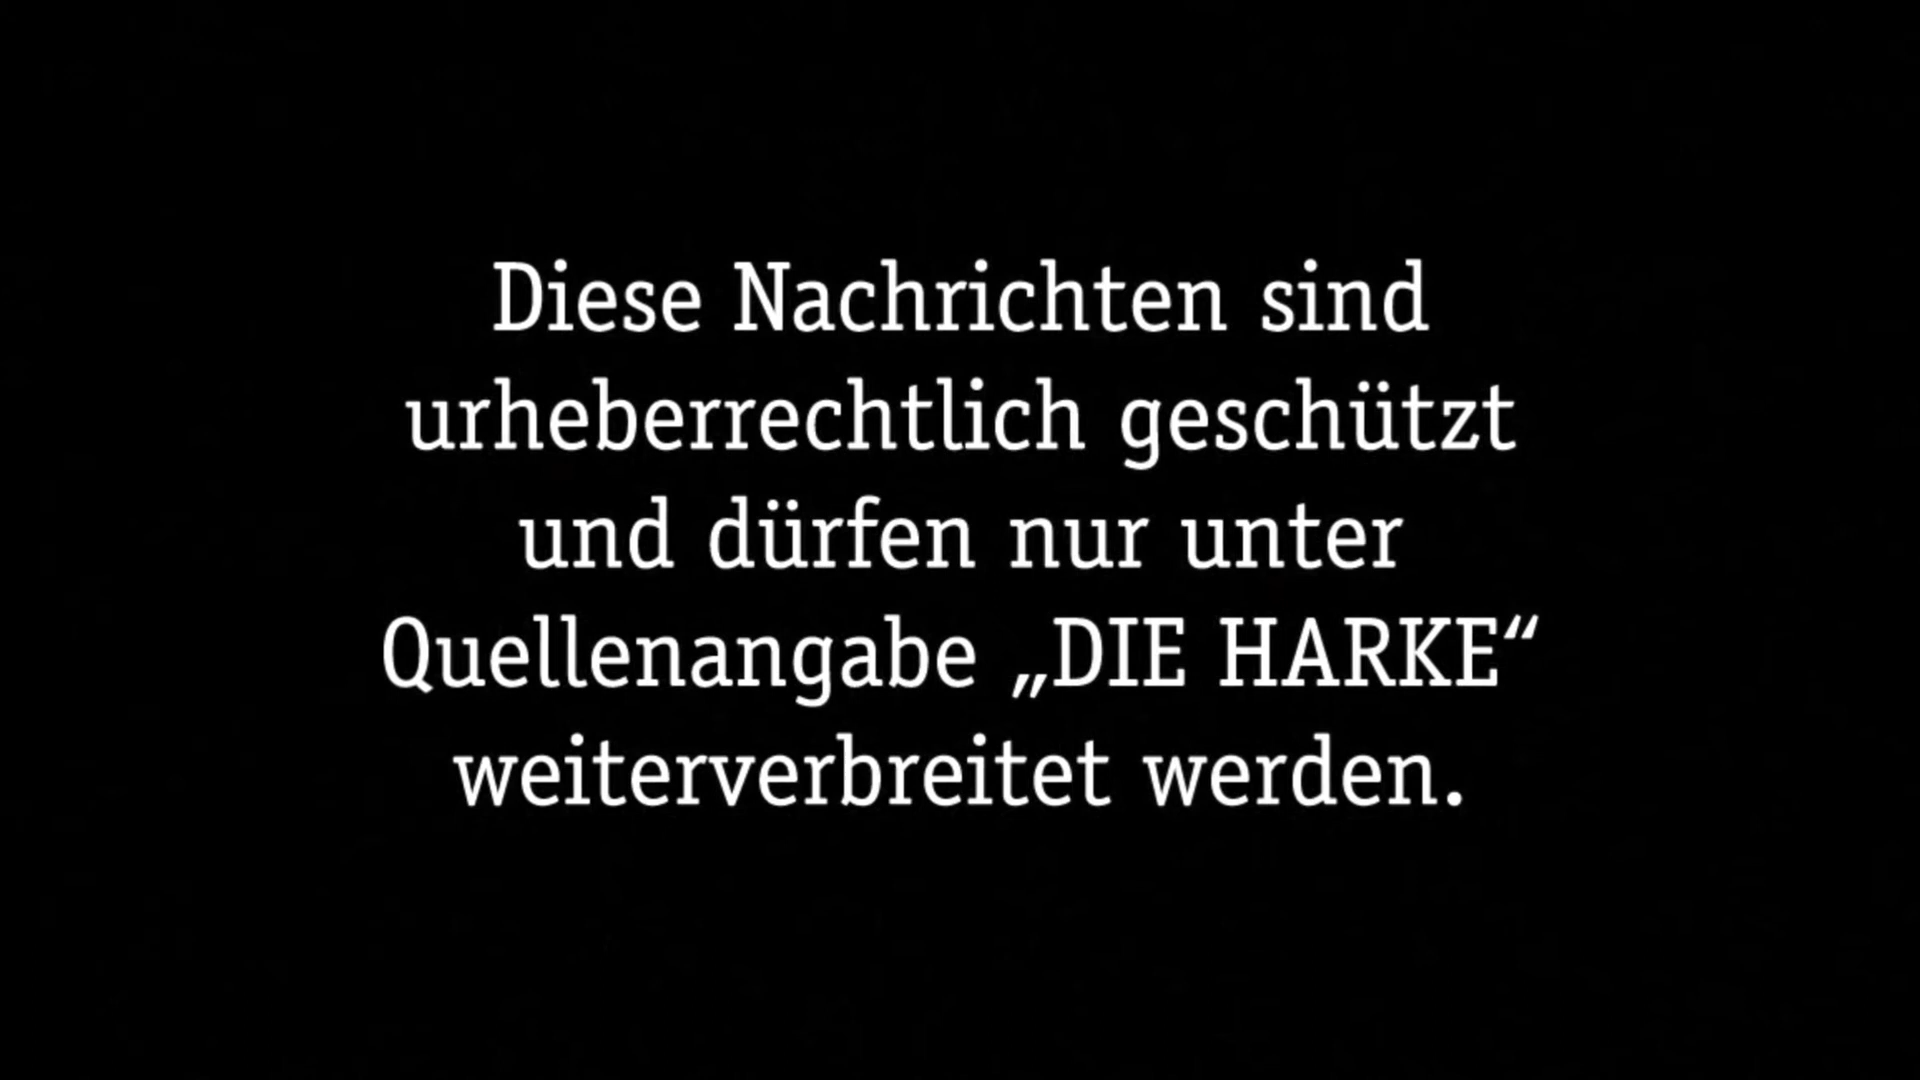 Diese Nachrichten sind
urheberrechtlich geschützt
und dürfen nur unter
Quellenangabe „DIE HARKE“
weiterverbreitet werden.